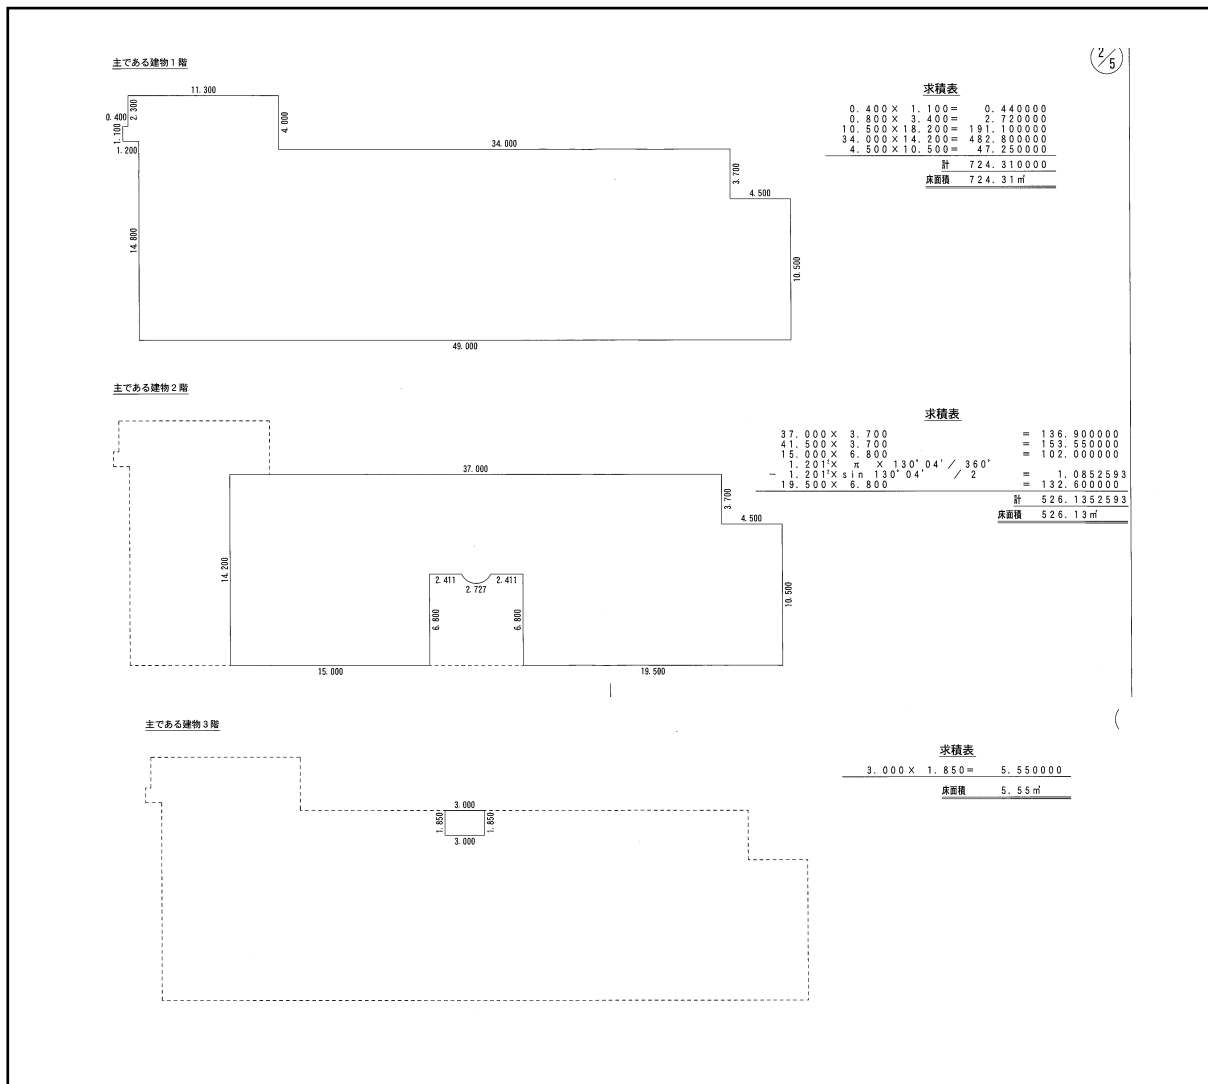 2/5
主である建物1階
11.300
2.300
0.400
1.100
1.200
4.000
34.000
3.700
4.500
14.800
10.500
49.000
求積表
0.400× 1.100= 0.440000
0.800× 3.400= 2.720000
10.500×18.200= 191.100000
34.000×14.200= 482.800000
4.500×10.500= 47.250000
計 724.310000
床面積 724.31㎡
主である建物2階
37.000
3.700
4.500
14.200
2.411
2.727
2.411
6.800
6.800
10.500
15.000
19.500
求積表
37.000× 3.700 = 136.900000
41.500× 3.700 = 153.550000
15.000× 6.800 = 102.000000
1.201²× π × 130°04′/ 360°
- 1.201²×sin 130°04′ / 2 = 1.0852593
19.500× 6.800 = 132.600000
計 526.1352593
床面積 526.13㎡
主である建物3階
3.000
1.850
1.850
3.000
求積表
3.000× 1.850= 5.550000
床面積 5.55㎡